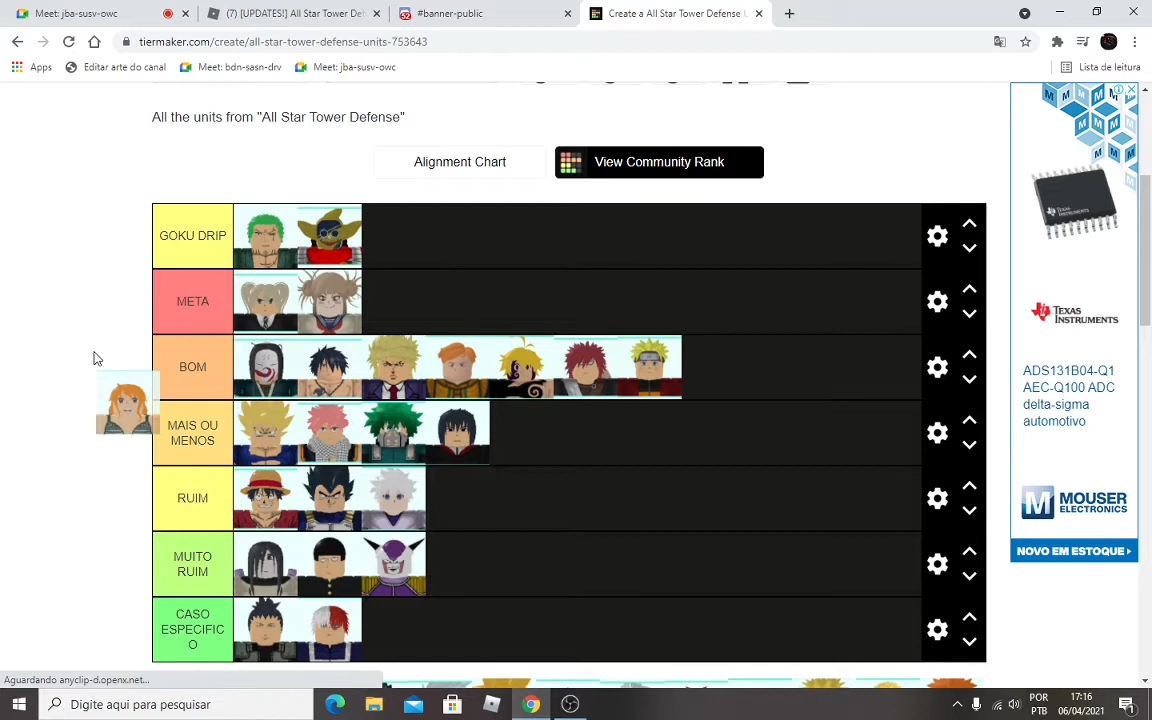 Meet: jba-susv-owc
(7) [UPDATES!] All Star Tower Def
#banner-public
Create a All Star Tower Defense U
tiermaker.com/create/all-star-tower-defense-units-753643
Apps
Editar arte do canal
Meet: bdn-sasn-drv
Meet: jba-susv-owc
Lista de leitura
All the units from "All Star Tower Defense"
Alignment Chart
View Community Rank
GOKU DRIP
META
BOM
MAIS OU
MENOS
RUIM
MUITO
RUIM
CASO
ESPECIFIC
O
TEXAS
INSTRUMENTS
ADS131B04-Q1
AEC-Q100 ADC
delta-sigma
automotivo
MOUSER
ELECTRONICS
NOVO EM ESTOQUE
Aguardando anyclip-d.openx.net...
Digite aqui para pesquisar
POR
PTB
17:16
06/04/2021